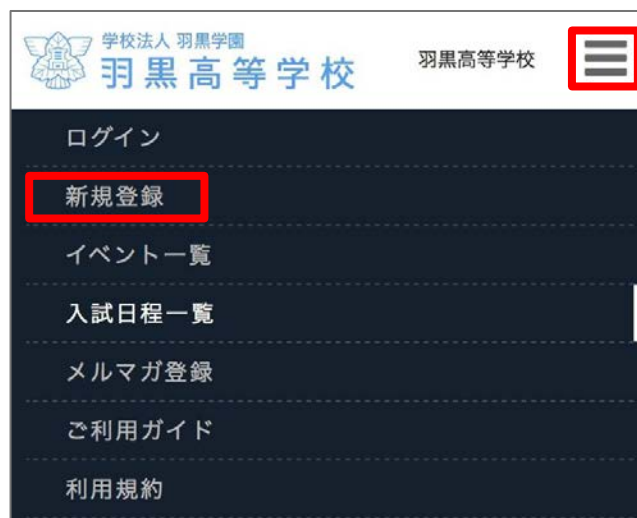 学校法人 羽黒学園
羽黒高等学校
羽黒高等学校
ログイン
新規登録
イベント一覧
入試日程一覧
メルマガ登録
ご利用ガイド
利用規約